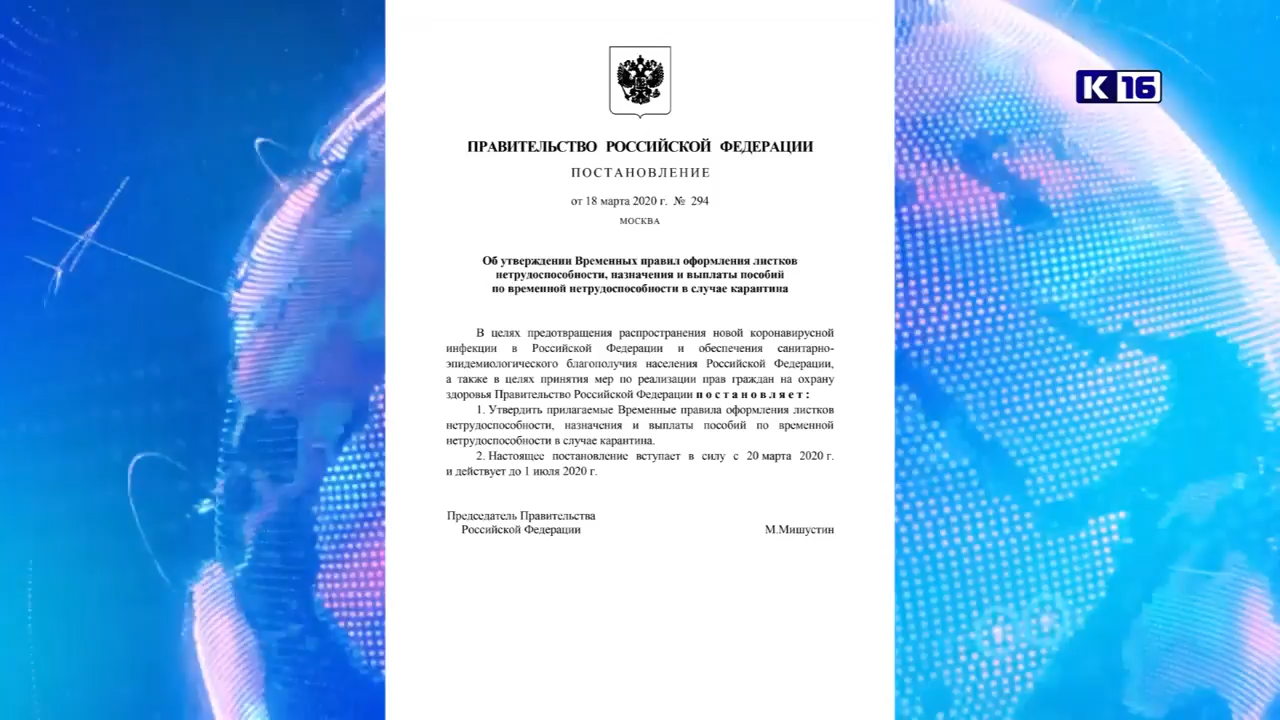 К 16
ПРАВИТЕЛЬСТВО РОССИЙСКОЙ ФЕДЕРАЦИИ
ПОСТАНОВЛЕНИЕ
от 18 марта 2020 г. № 294
МОСКВА
Об утверждении Временных правил оформления листков
нетрудоспособности, назначения и выплаты пособий
по временной нетрудоспособности в случае карантина
В целях предотвращения распространения новой коронавирусной
инфекции в Российской Федерации и обеспечения санитарно-
эпидемиологического благополучия населения Российской Федерации,
а также в целях принятия мер по реализации прав граждан на охрану
здоровья Правительство Российской Федерации постановляет:
1. Утвердить прилагаемые Временные правила оформления листков
нетрудоспособности, назначения и выплаты пособий по временной
нетрудоспособности в случае карантина.
2. Настоящее постановление вступает в силу с 20 марта 2020 г.
и действует до 1 июля 2020 г.
Председатель Правительства
Российской Федерации М.Мишустин